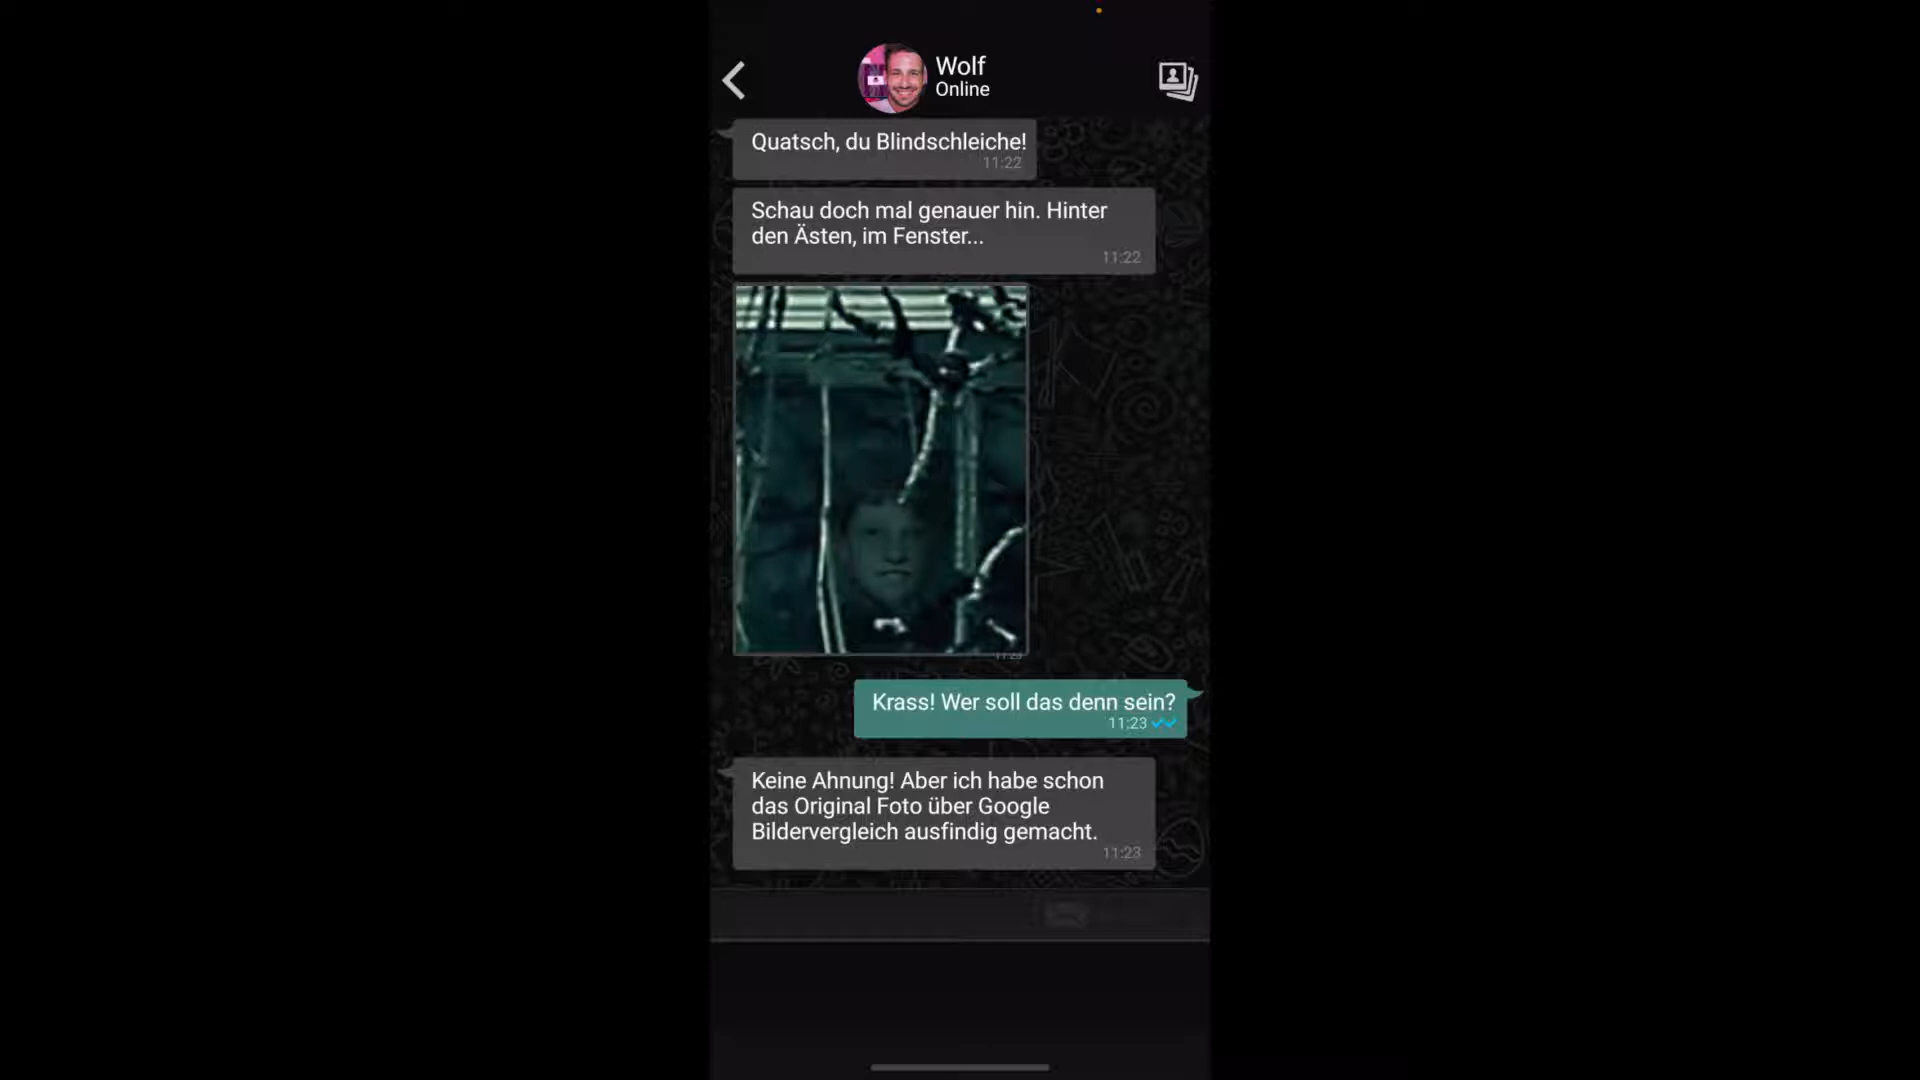 Wolf
Online
Quatsch, du Blindschleiche!
11:22
Schau doch mal genauer hin. Hinter
den Ästen, im Fenster...
11:22
11:23
Krass! Wer soll das denn sein?
11:23
Keine Ahnung! Aber ich habe schon
das Original Foto über Google
Bildervergleich ausfindig gemacht.
11:23